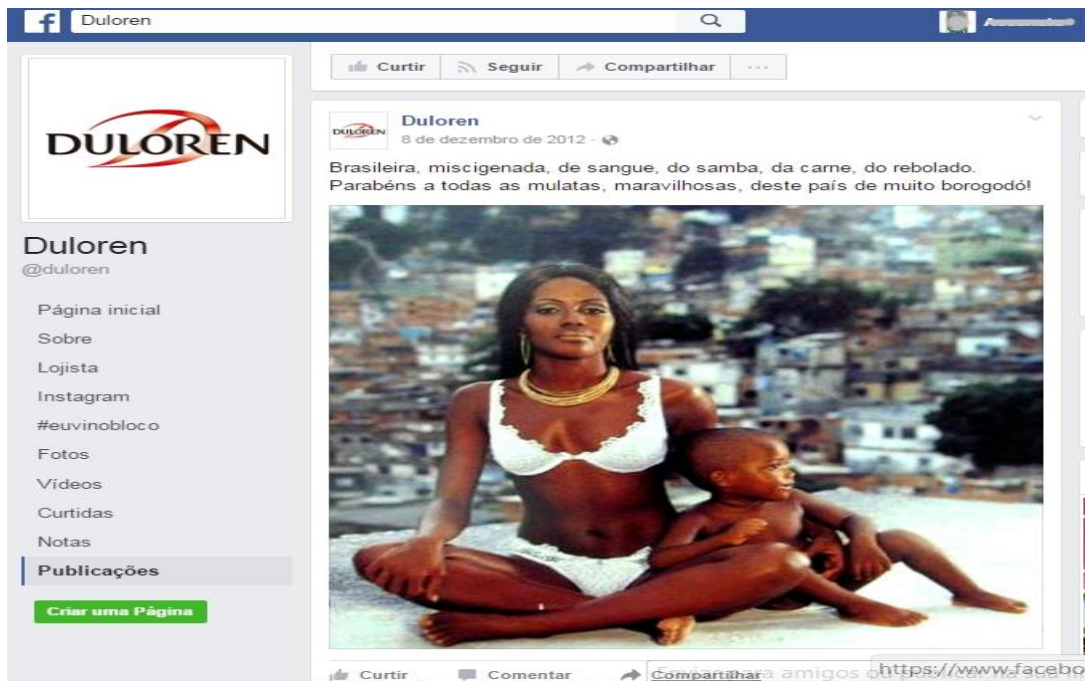 Duloren
Curtir
Seguir
Compartilhar
...
DULOREN
Duloren
@duloren
Página inicial
Sobre
Lojista
Instagram
#euvinobloco
Fotos
Vídeos
Curtidas
Notas
Publicações
Criar uma Página
DULOREN
Duloren
8 de dezembro de 2012 ·
Brasileira, miscigenada, de sangue, do samba, da carne, do rebolado.
Parabéns a todas as mulatas, maravilhosas, deste país de muito borogodó!
Curtir
Comentar
Compartilhar
https://www.facebo